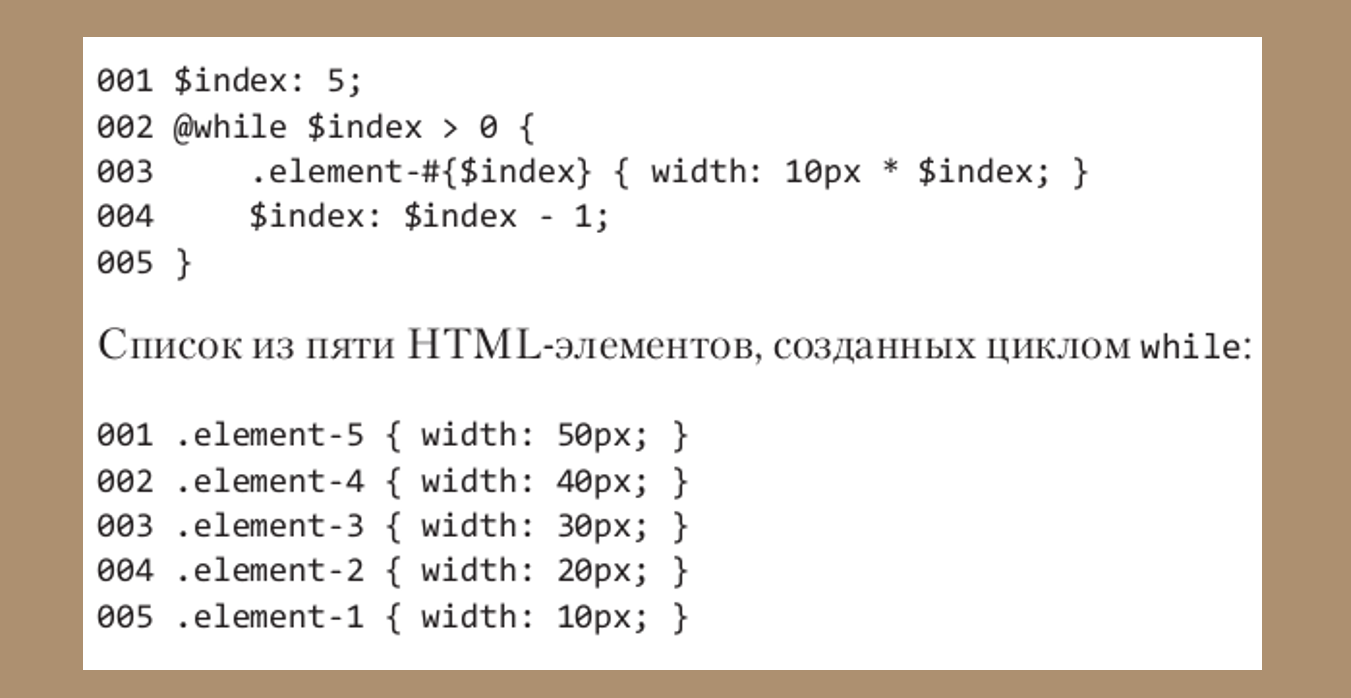 001 $index: 5;
002 @while $index > 0 {
003     .element-#{$index} { width: 10px * $index; }
004     $index: $index - 1;
005 }
Список из пяти HTML-элементов, созданных циклом while:
001 .element-5 { width: 50px; }
002 .element-4 { width: 40px; }
003 .element-3 { width: 30px; }
004 .element-2 { width: 20px; }
005 .element-1 { width: 10px; }